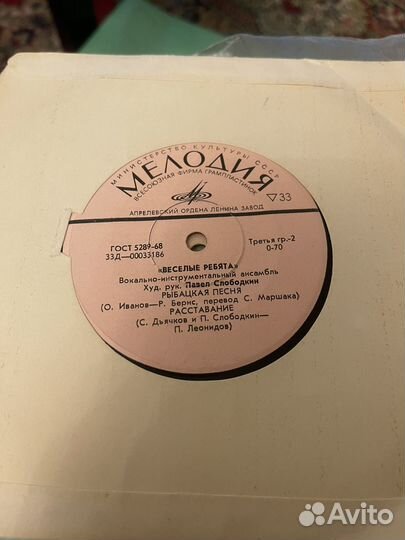 МИНИСТЕРСТВО КУЛЬТУРЫ СССР
МЕЛОДИЯ
ВСЕСОЮЗНАЯ ФИРМА ГРАМПЛАСТИНОК
▽33
АПРЕЛЕВСКИЙ ОРДЕНА ЛЕНИНА ЗАВОД
ГОСТ 5289-68
33Д—00033186
Третья гр.-2
0-70
«ВЕСЕЛЫЕ РЕБЯТА»
Вокально-инструментальный ансамбль
Худ. рук. Павел Слободкин
РЫБАЦКАЯ ПЕСНЯ
(О. Иванов—Р. Бернс, перевод С. Маршака)
РАССТАВАНИЕ
(С. Дьячков и П. Слободкин—
П. Леонидов)
Avito